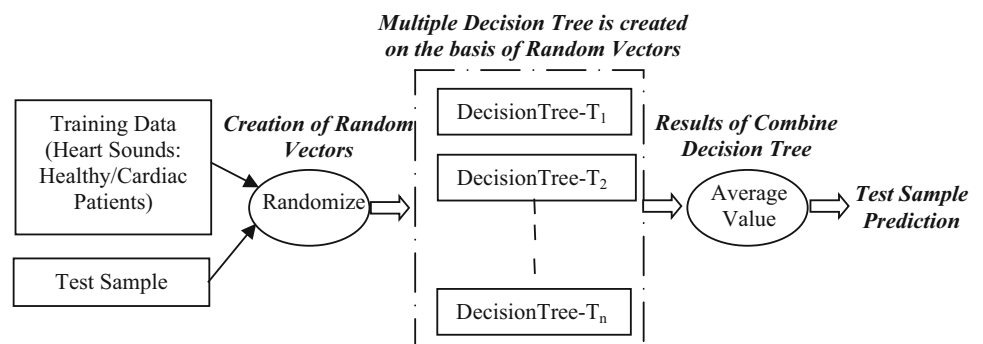 Multiple Decision Tree is created
on the basis of Random Vectors
Training Data
(Heart Sounds:
Healthy/Cardiac
Patients)
Test Sample
Creation of Random
Vectors
Randomize
DecisionTree-T1
DecisionTree-T2
DecisionTree-Tn
Results of Combine
Decision Tree
Average
Value
Test Sample
Prediction